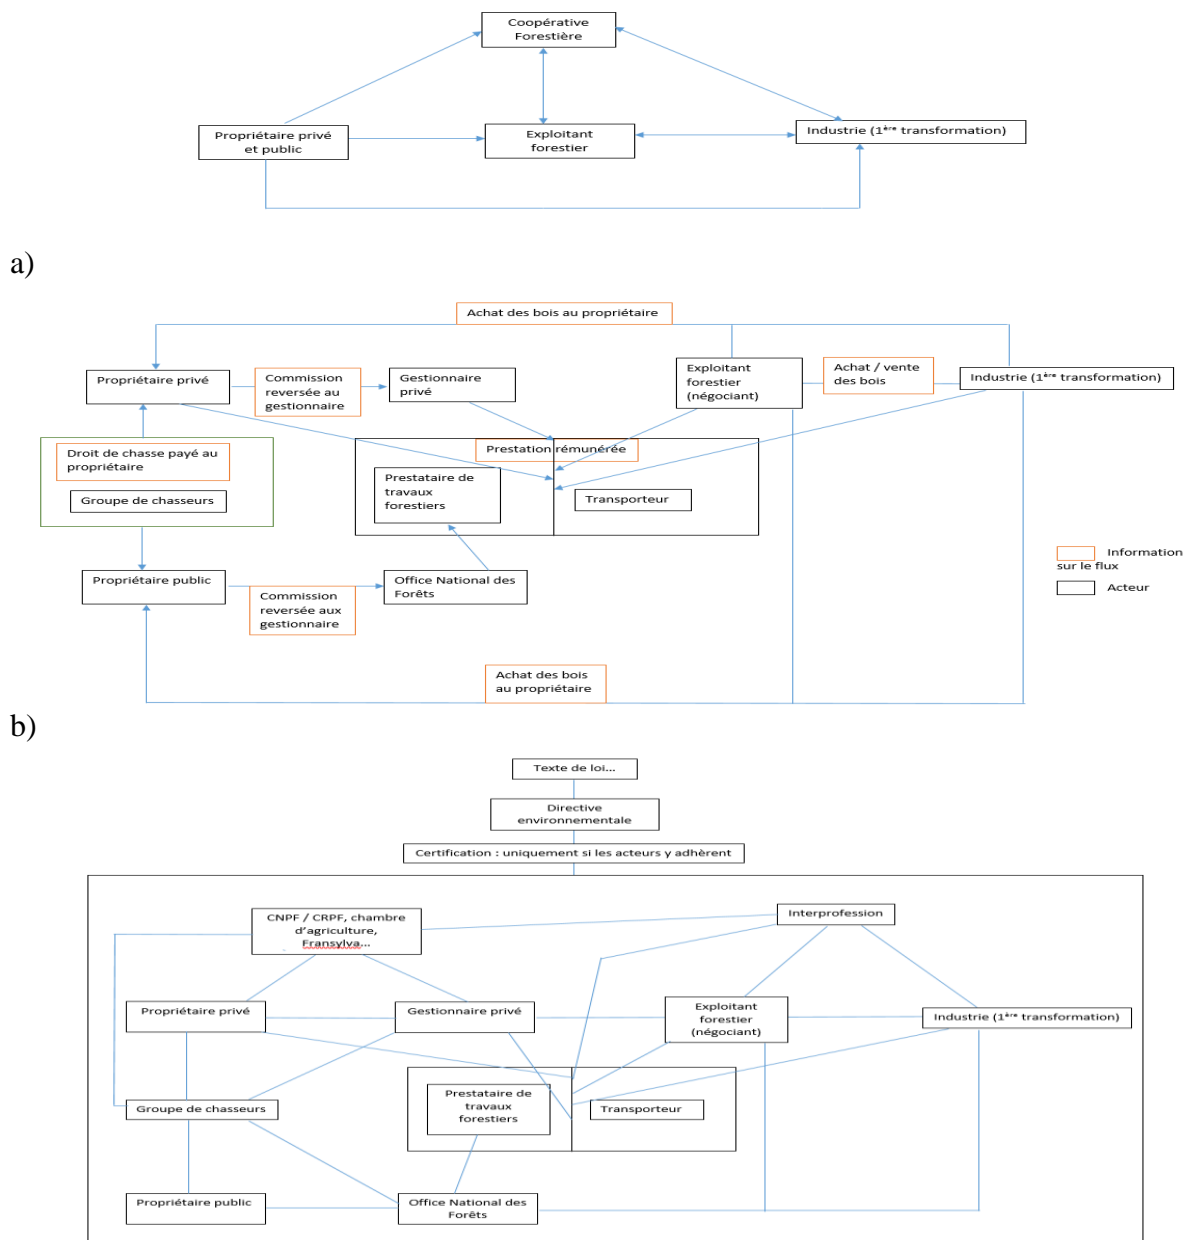 Coopérative
Forestière
Propriétaire privé
et public
Exploitant
forestier
Industrie (1ère transformation)
a)
Achat des bois au propriétaire
Propriétaire privé
Commission
reversée au
gestionnaire
Gestionnaire
privé
Exploitant
forestier
(négociant)
Achat / vente
des bois
Industrie (1ère transformation)
Droit de chasse payé au
propriétaire
Groupe de chasseurs
Prestation rémunérée
Prestataire de
travaux
forestiers
Transporteur
Information
sur le flux
Acteur
Propriétaire public
Commission
reversée aux
gestionnaire
Office National des
Forêts
Achat des bois
au propriétaire
b)
Texte de loi...
Directive
environnementale
Certification : uniquement si les acteurs y adhèrent
CNPF / CRPF, chambre
d'agriculture,
Fransylva...
Interprofession
Propriétaire privé
Gestionnaire privé
Exploitant
forestier
(négociant)
Industrie (1ère transformation)
Groupe de chasseurs
Prestataire de
travaux
forestiers
Transporteur
Propriétaire public
Office National des
Forêts